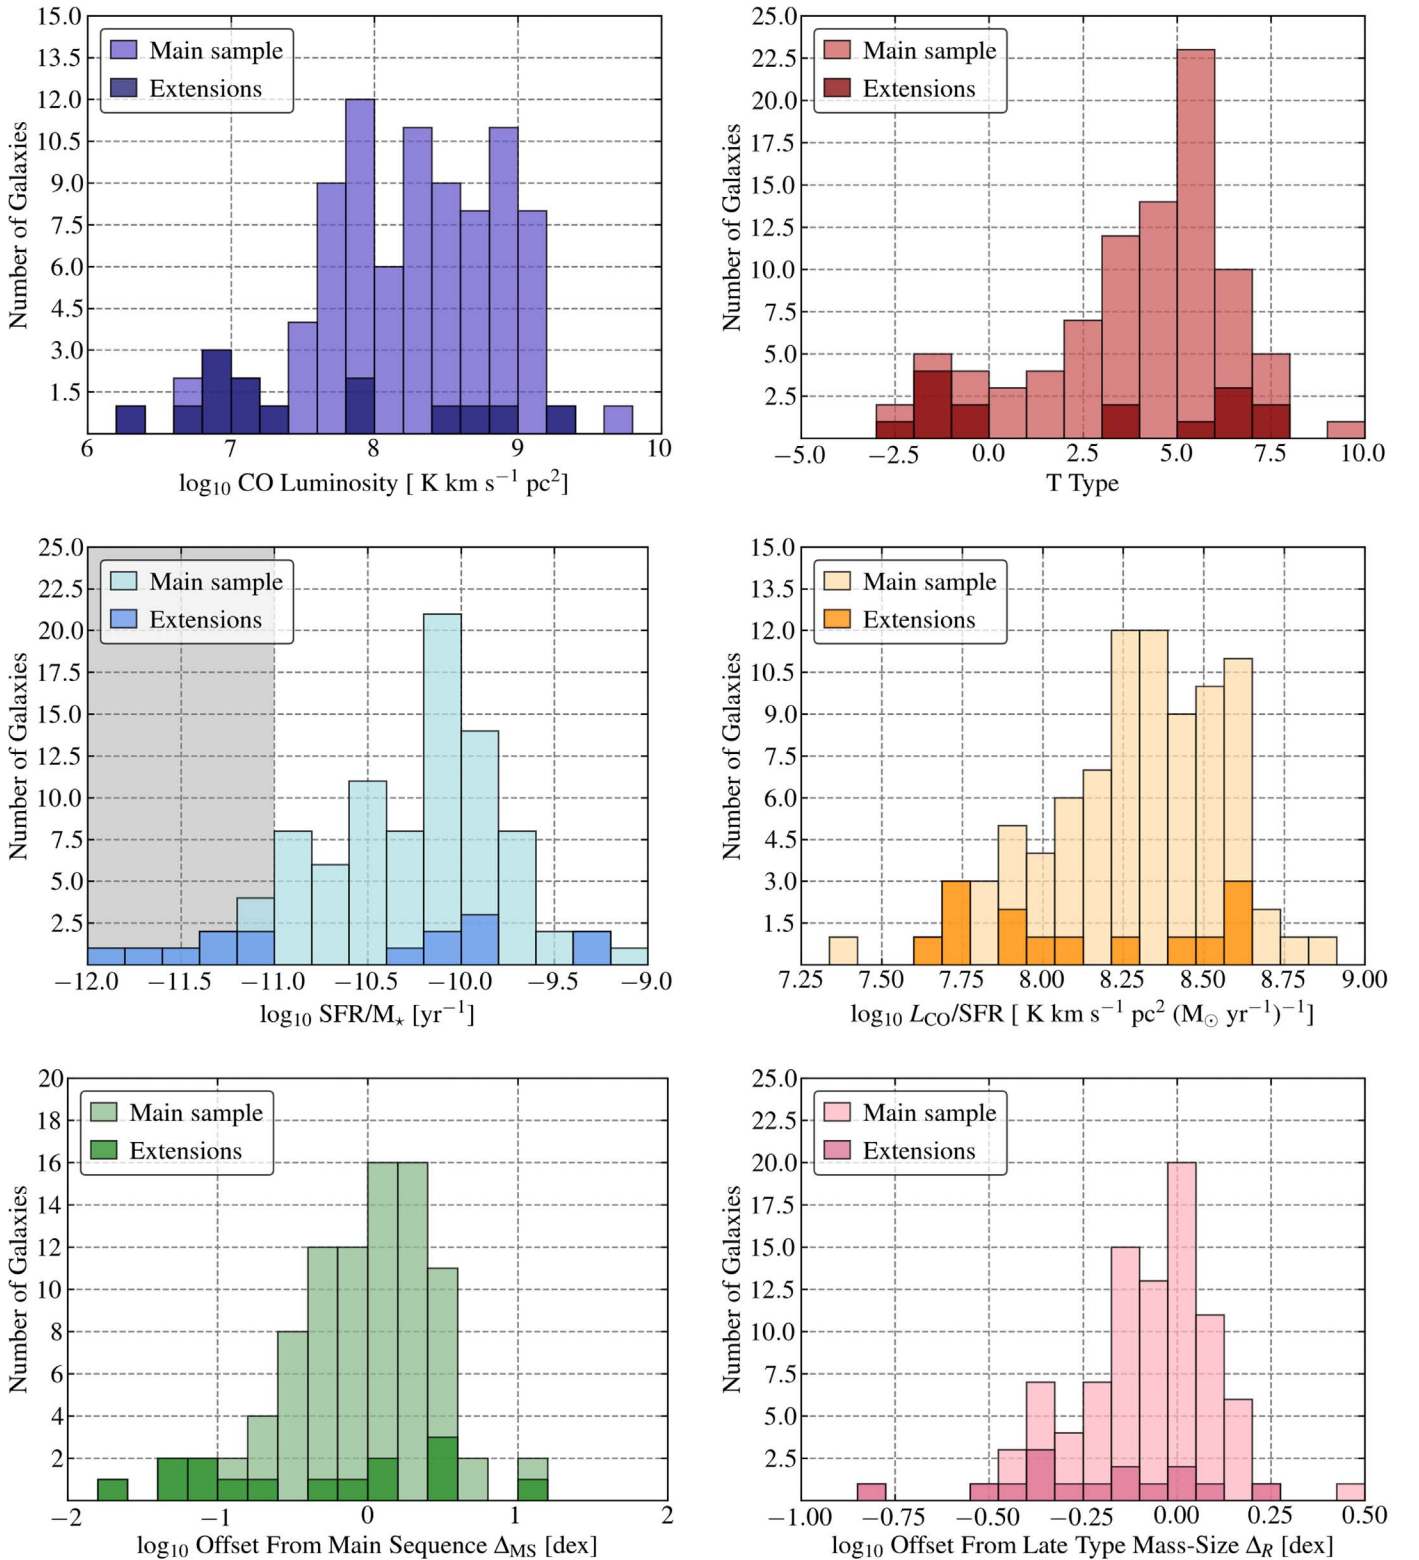 15.0
13.5
12.0
10.5
9.0
7.5
6.0
4.5
3.0
1.5
Number of Galaxies
Main sample
Extensions
6 7 8 9 10
log₁₀ CO Luminosity [ K km s⁻¹ pc²]
25.0
22.5
20.0
17.5
15.0
12.5
10.0
7.5
5.0
2.5
Number of Galaxies
Main sample
Extensions
−5.0 −2.5 0.0 2.5 5.0 7.5 10.0
T Type
25.0
22.5
20.0
17.5
15.0
12.5
10.0
7.5
5.0
2.5
Number of Galaxies
Main sample
Extensions
−12.0 −11.5 −11.0 −10.5 −10.0 −9.5 −9.0
log₁₀ SFR/M⋆ [yr⁻¹]
15.0
13.5
12.0
10.5
9.0
7.5
6.0
4.5
3.0
1.5
Number of Galaxies
Main sample
Extensions
7.25 7.50 7.75 8.00 8.25 8.50 8.75 9.00
log₁₀ L_CO/SFR [ K km s⁻¹ pc² (M⊙ yr⁻¹)⁻¹]
20
18
16
14
12
10
8
6
4
2
Number of Galaxies
Main sample
Extensions
−2 −1 0 1 2
log₁₀ Offset From Main Sequence Δ_MS [dex]
25.0
22.5
20.0
17.5
15.0
12.5
10.0
7.5
5.0
2.5
Number of Galaxies
Main sample
Extensions
−1.00 −0.75 −0.50 −0.25 0.00 0.25 0.50
log₁₀ Offset From Late Type Mass-Size Δ_R [dex]